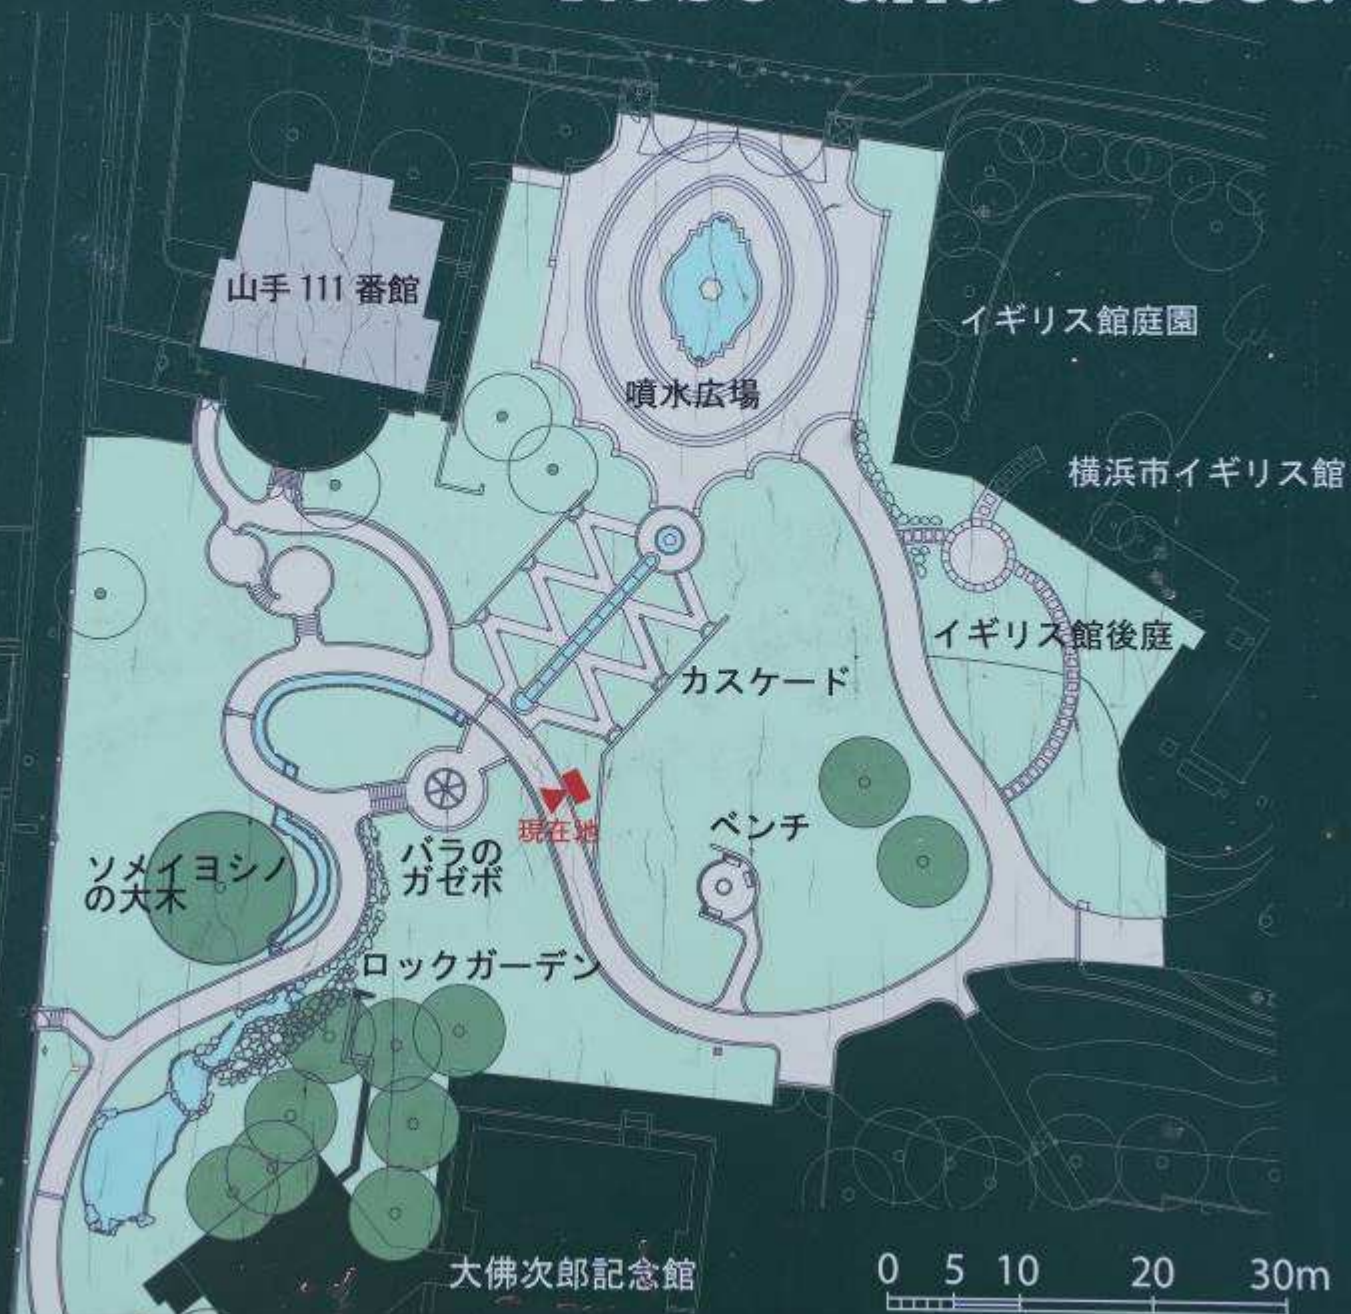 山手 111 番館
噴水広場
イギリス館庭園
横浜市イギリス館
イギリス館後庭
カスケード
ベンチ
現在地
バラの
ガゼボ
ソメイヨシノ
の大木
ロックガーデン
大佛次郎記念館
0 5 10 20 30m